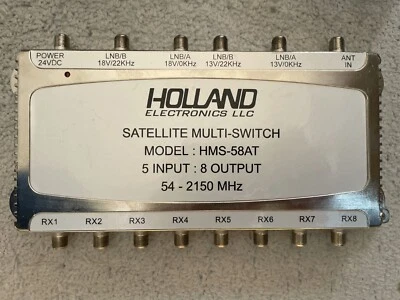 POWER 24VDC
LNB/B 18V/22KHz
LNB/A 18V/0KHz
LNB/B 13V/22KHz
LNB/A 13V/0KHz
ANT IN
HOLLAND
ELECTRONICS LLC
SATELLITE MULTI-SWITCH
MODEL : HMS-58AT
5 INPUT : 8 OUTPUT
54 - 2150 MHz
RX1 RX2 RX3 RX4 RX5 RX6 RX7 RX8